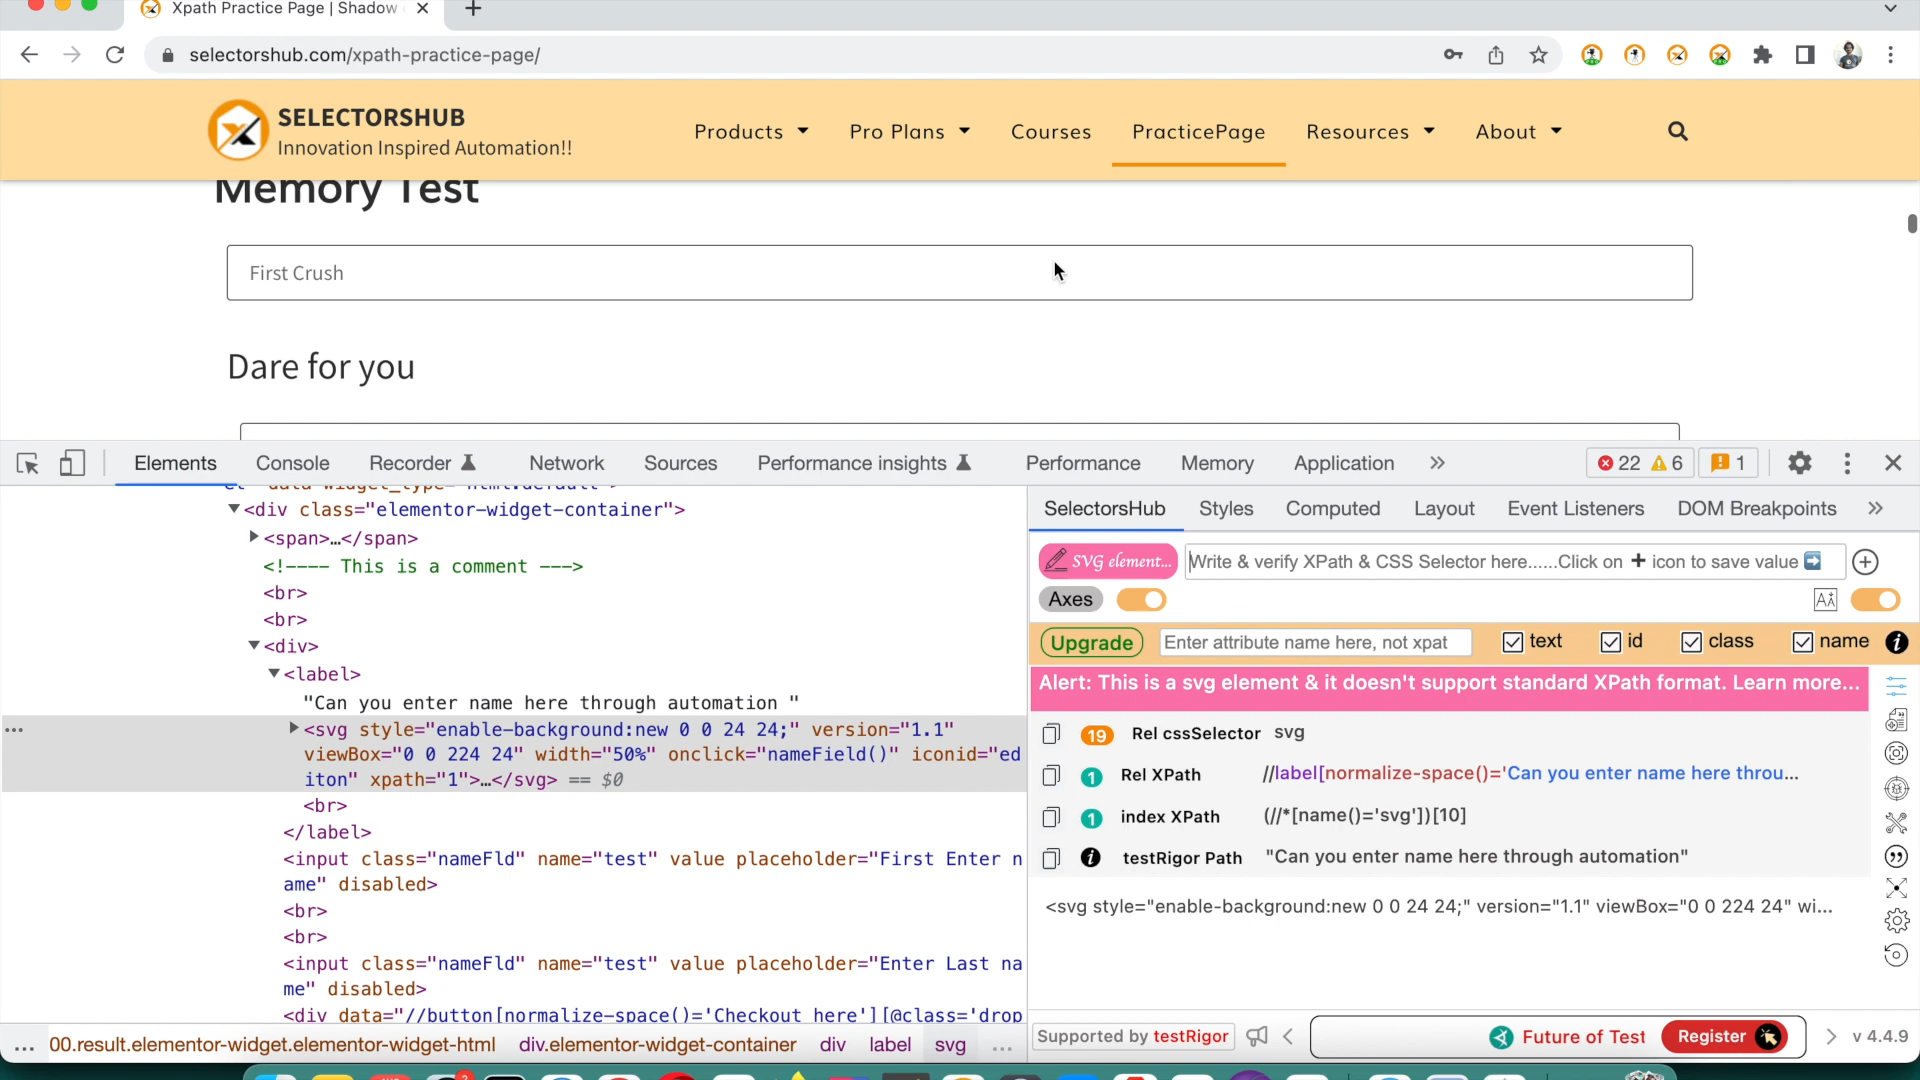 Xpath Practice Page | Shadow
selectorshub.com/xpath-practice-page/
SELECTORSHUB
Innovation Inspired Automation!!
Products
Pro Plans
Courses
PracticePage
Resources
About
Memory Test
First Crush
Dare for you
Elements
Console
Recorder
Network
Sources
Performance insights
Performance
Memory
Application
22
6
1
<div class="elementor-widget-container">
<span>…</span>
<!---- This is a comment --->
<br>
<br>
<div>
<label>
"Can you enter name here through automation "
<svg style="enable-background:new 0 0 24 24;" version="1.1"
viewBox="0 0 224 24" width="50%" onclick="nameField()" iconid="ed
iton" xpath="1">…</svg> == $0
<br>
</label>
<input class="nameFld" name="test" value placeholder="First Enter n
ame" disabled>
<br>
<br>
<input class="nameFld" name="test" value placeholder="Enter Last na
me" disabled>
<div data="//button[normalize-space()='Checkout here'][@class='drop
... 00.result.elementor-widget.elementor-widget-html
div.elementor-widget-container
div
label
svg
...
SelectorsHub
Styles
Computed
Layout
Event Listeners
DOM Breakpoints
SVG element...
Write & verify XPath & CSS Selector here......Click on + icon to save value
Axes
Upgrade
Enter attribute name here, not xpat
text
id
class
name
Alert: This is a svg element & it doesn't support standard XPath format. Learn more...
19 Rel cssSelector svg
1 Rel XPath //label[normalize-space()='Can you enter name here throu...
1 index XPath (//*[name()='svg'])[10]
testRigor Path "Can you enter name here through automation"
<svg style="enable-background:new 0 0 24 24;" version="1.1" viewBox="0 0 224 24" wi...
Supported by testRigor
Future of Test
Register
v 4.4.9